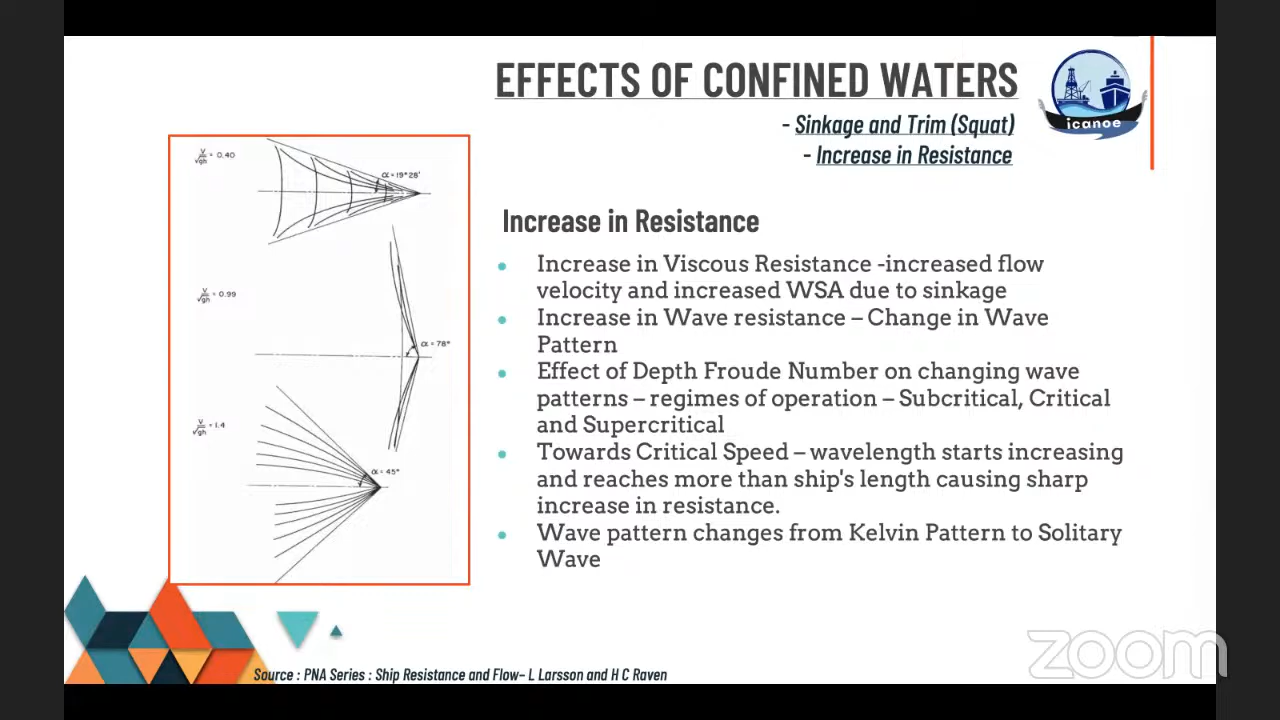 EFFECTS OF CONFINED WATERS
- Sinkage and Trim (Squat)
- Increase in Resistance
icanoe
V/√gh = 0.40
α = 19° 28'
V/√gh = 0.99
α = 78°
V/√gh = 1.4
α = 45°
Increase in Resistance
Increase in Viscous Resistance -increased flow
velocity and increased WSA due to sinkage
Increase in Wave resistance – Change in Wave
Pattern
Effect of Depth Froude Number on changing wave
patterns – regimes of operation – Subcritical, Critical
and Supercritical
Towards Critical Speed – wavelength starts increasing
and reaches more than ship's length causing sharp
increase in resistance.
Wave pattern changes from Kelvin Pattern to Solitary
Wave
Source : PNA Series : Ship Resistance and Flow– L Larsson and H C Raven
zoom